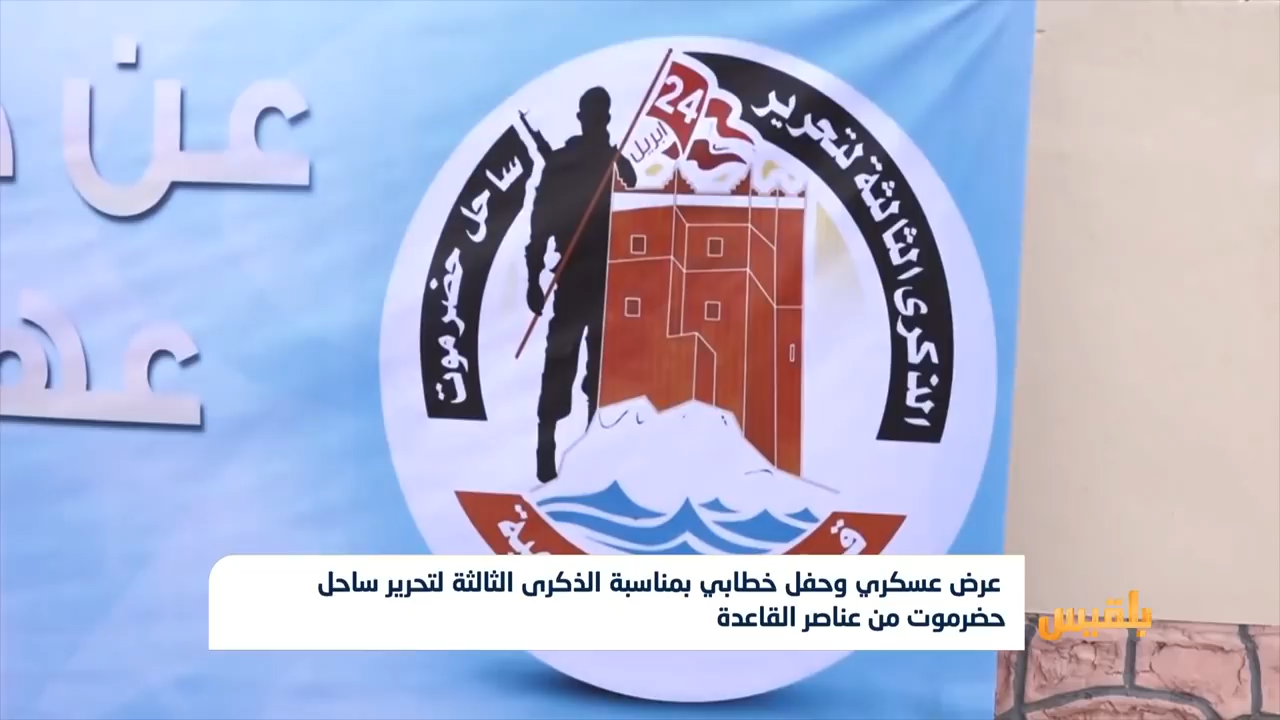 عن
24
ابريل
الذكرى الثالثة لتحرير
ساحل حضرموت
عرض عسكري وحفل خطابي بمناسبة الذكرى الثالثة لتحرير ساحل
حضرموت من عناصر القاعدة
بلقيس